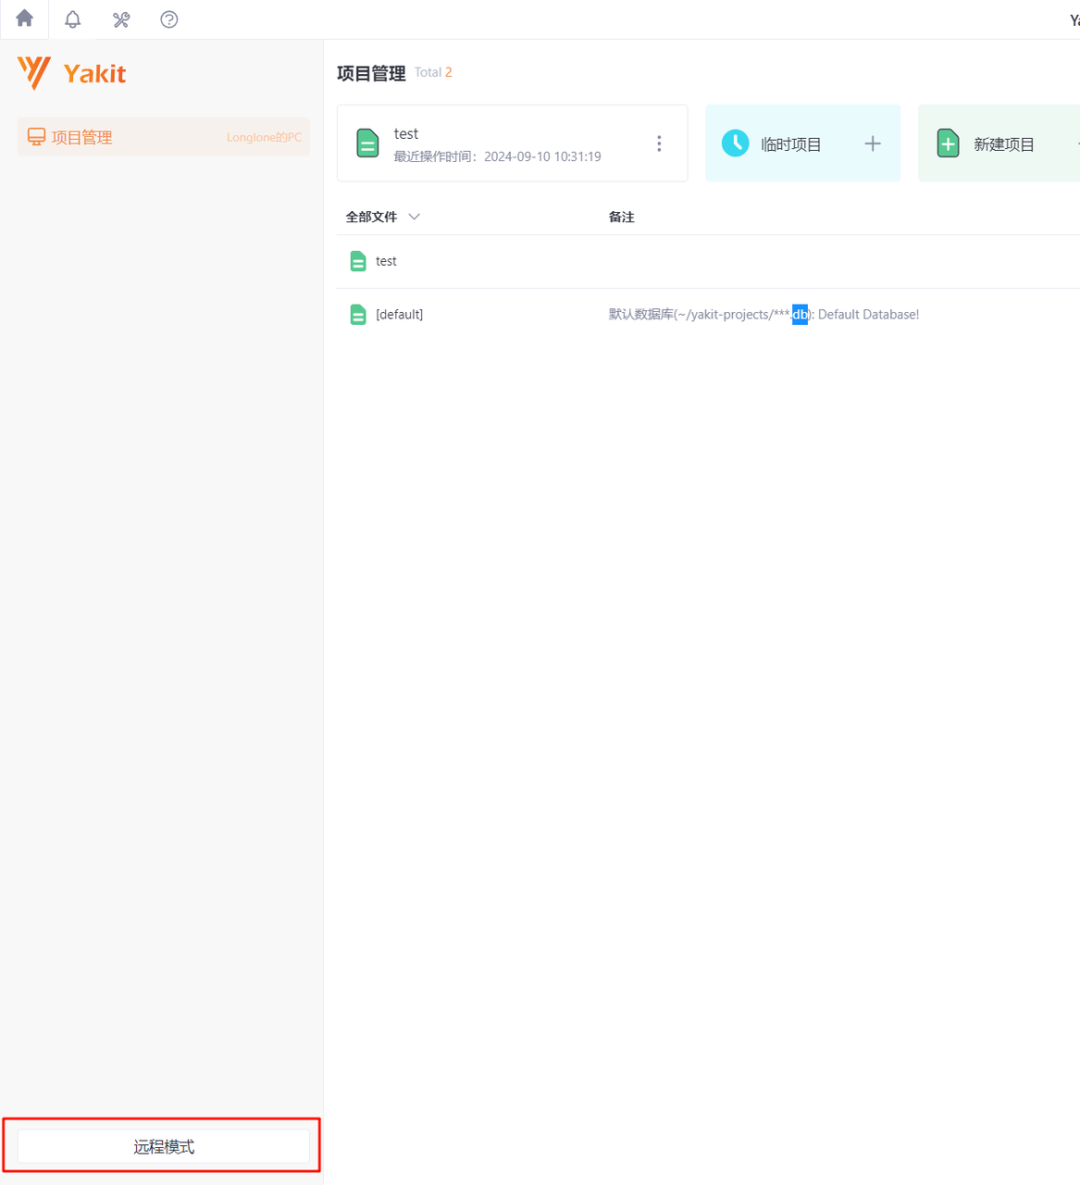 Ya
Yakit
项目管理 Longlone的PC
项目管理 Total 2
test
最近操作时间：2024-09-10 10:31:19
临时项目
新建项目
全部文件 备注
test
[default] 默认数据库(~/yakit-projects/***.db): Default Database!
远程模式